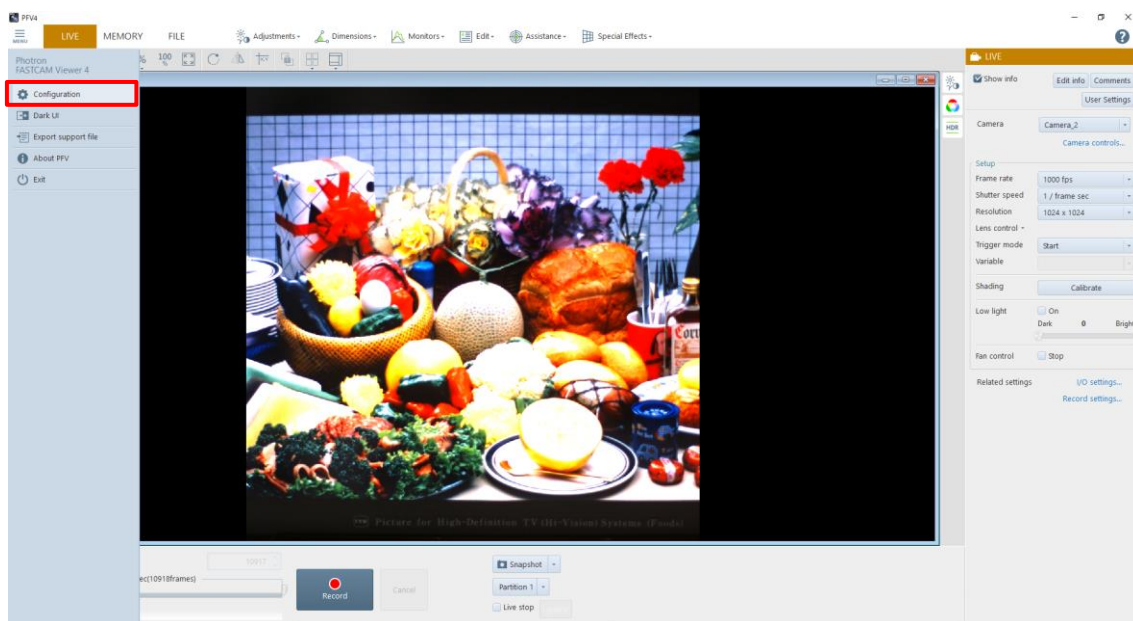 PFV4
MENU
LIVE MEMORY FILE Adjustments Dimensions Monitors Edit Assistance Special Effects
Photron
FASTCAM Viewer 4
% 100 %
Configuration
Dark UI
Export support file
About PFV
Exit
HDR
LIVE
Show info Edit info Comments
User Settings
Camera Camera_2
Camera controls...
Setup
Frame rate 1000 fps
Shutter speed 1 / frame sec
Resolution 1024 x 1024
Lens control
Trigger mode Start
Variable
Shading Calibrate
Low light On
Dark 0 Bright
Fan control Stop
Related settings I/O settings...
Record settings...
Picture for High-Definition TV (Hi-Vision) Systems (Foods)
10917
ec(10918frames)
Record
Cancel
Snapshot
Partition 1
Live stop